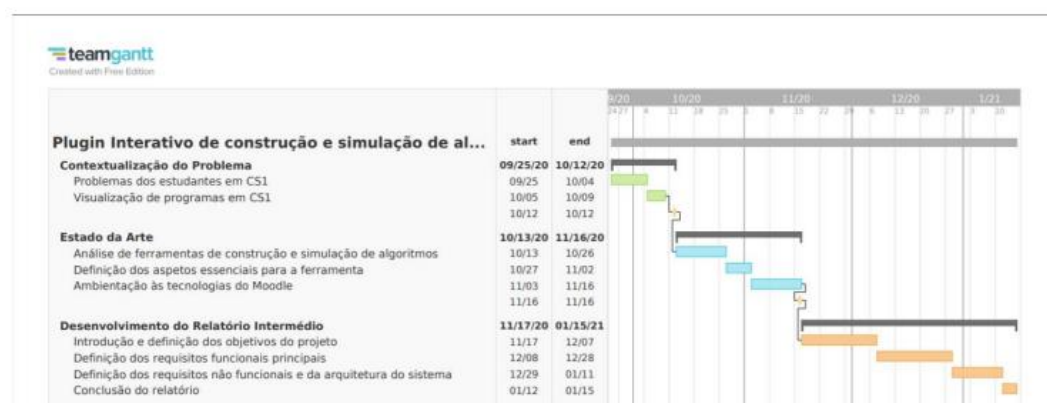 teamgantt
Created with Free Edition
9/20 10/20 11/20 12/20 1/21
Plugin Interativo de construção e simulação de al... start end
Contextualização do Problema 09/25/20 10/12/20
Problemas dos estudantes em CS1 09/25 10/04
Visualização de programas em CS1 10/05 10/09
10/12 10/12
Estado da Arte 10/13/20 11/16/20
Análise de ferramentas de construção e simulação de algoritmos 10/13 10/26
Definição dos aspetos essenciais para a ferramenta 10/27 11/02
Ambientação às tecnologias do Moodle 11/03 11/16
11/16 11/16
Desenvolvimento do Relatório Intermédio 11/17/20 01/15/21
Introdução e definição dos objetivos do projeto 11/17 12/07
Definição dos requisitos funcionais principais 12/08 12/28
Definição dos requisitos não funcionais e da arquitetura do sistema 12/29 01/11
Conclusão do relatório 01/12 01/15